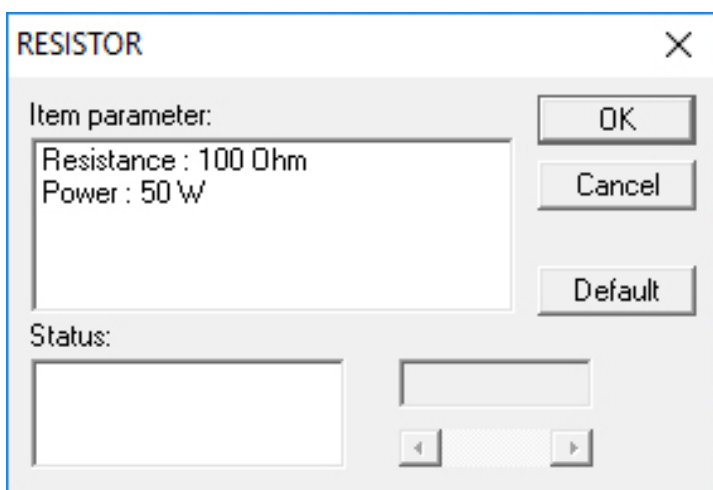 RESISTOR
Item parameter:
Resistance : 100 Ohm
Power : 50 W
OK
Cancel
Default
Status: